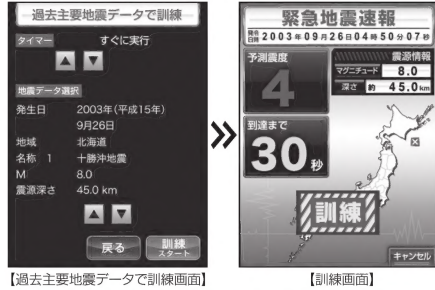 過去主要地震データで訓練
タイマー すぐに実行
地震データ選択
発生日 2003年(平成15年)
9月26日
地域 北海道
名称 1 十勝沖地震
M 8.0
震源深さ 45.0 km
戻る
訓練
スタート
【過去主要地震データで訓練画面】
緊急地震速報
発表日時 2003年09月26日04時50分07秒
予測震度
4
震源情報
マグニチュード 8.0
深さ 約 45.0km
到達まで
30秒
訓練
キャンセル
【訓練画面】